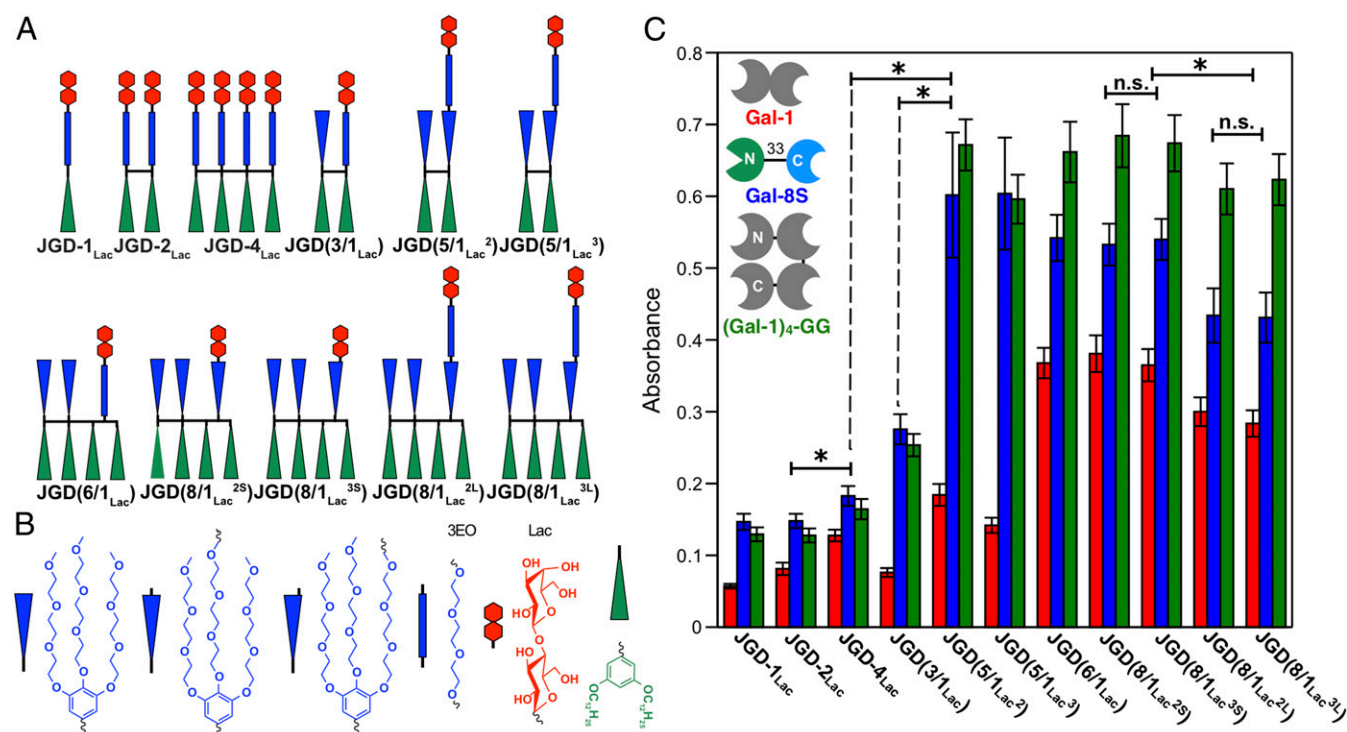 A
JGD-1Lac
JGD-2Lac
JGD-4Lac
JGD(3/1Lac)
JGD(5/1Lac2)
JGD(5/1Lac3)
JGD(6/1Lac)
JGD(8/1Lac2S)
JGD(8/1Lac3S)
JGD(8/1Lac2L)
JGD(8/1Lac3L)
B
3EO
Lac
OH
OH
HO
OH
O
HO
OH
OH
OC12H25
OC12H25
C
Absorbance
0.8
0.7
0.6
0.5
0.4
0.3
0.2
0.1
0
Gal-1
N
33
C
Gal-8S
N
C
(Gal-1)4-GG
*
*
*
n.s.
*
n.s.
JGD-1Lac
JGD-2Lac
JGD-4Lac
JGD(3/1Lac)
JGD(5/1Lac2)
JGD(5/1Lac3)
JGD(6/1Lac)
JGD(8/1Lac2S)
JGD(8/1Lac3S)
JGD(8/1Lac2L)
JGD(8/1Lac3L)